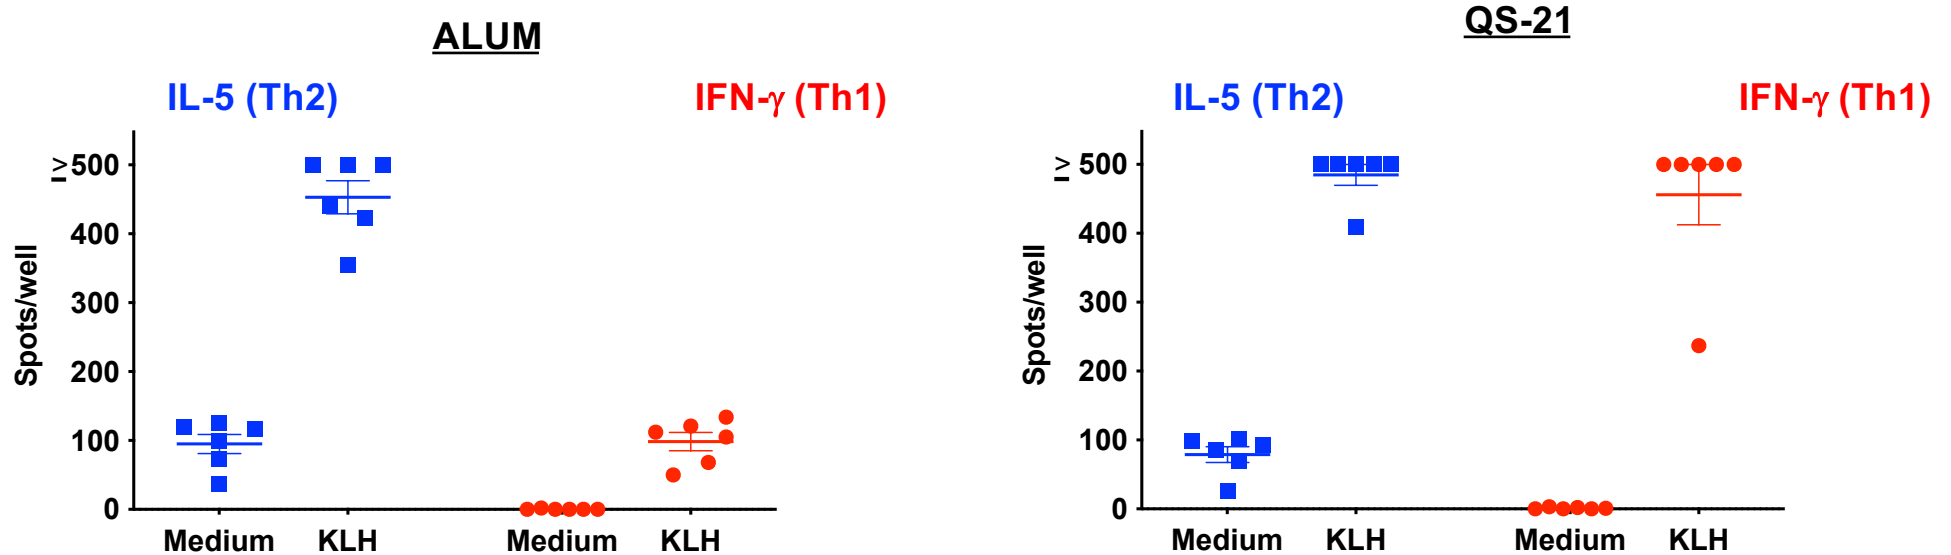 ALUM
IL-5 (Th2)
IFN-γ (Th1)
≥500
400
300
200
100
0
Spots/well
Medium
KLH
Medium
KLH
QS-21
IL-5 (Th2)
IFN-γ (Th1)
≥500
400
300
200
100
0
Spots/well
Medium
KLH
Medium
KLH